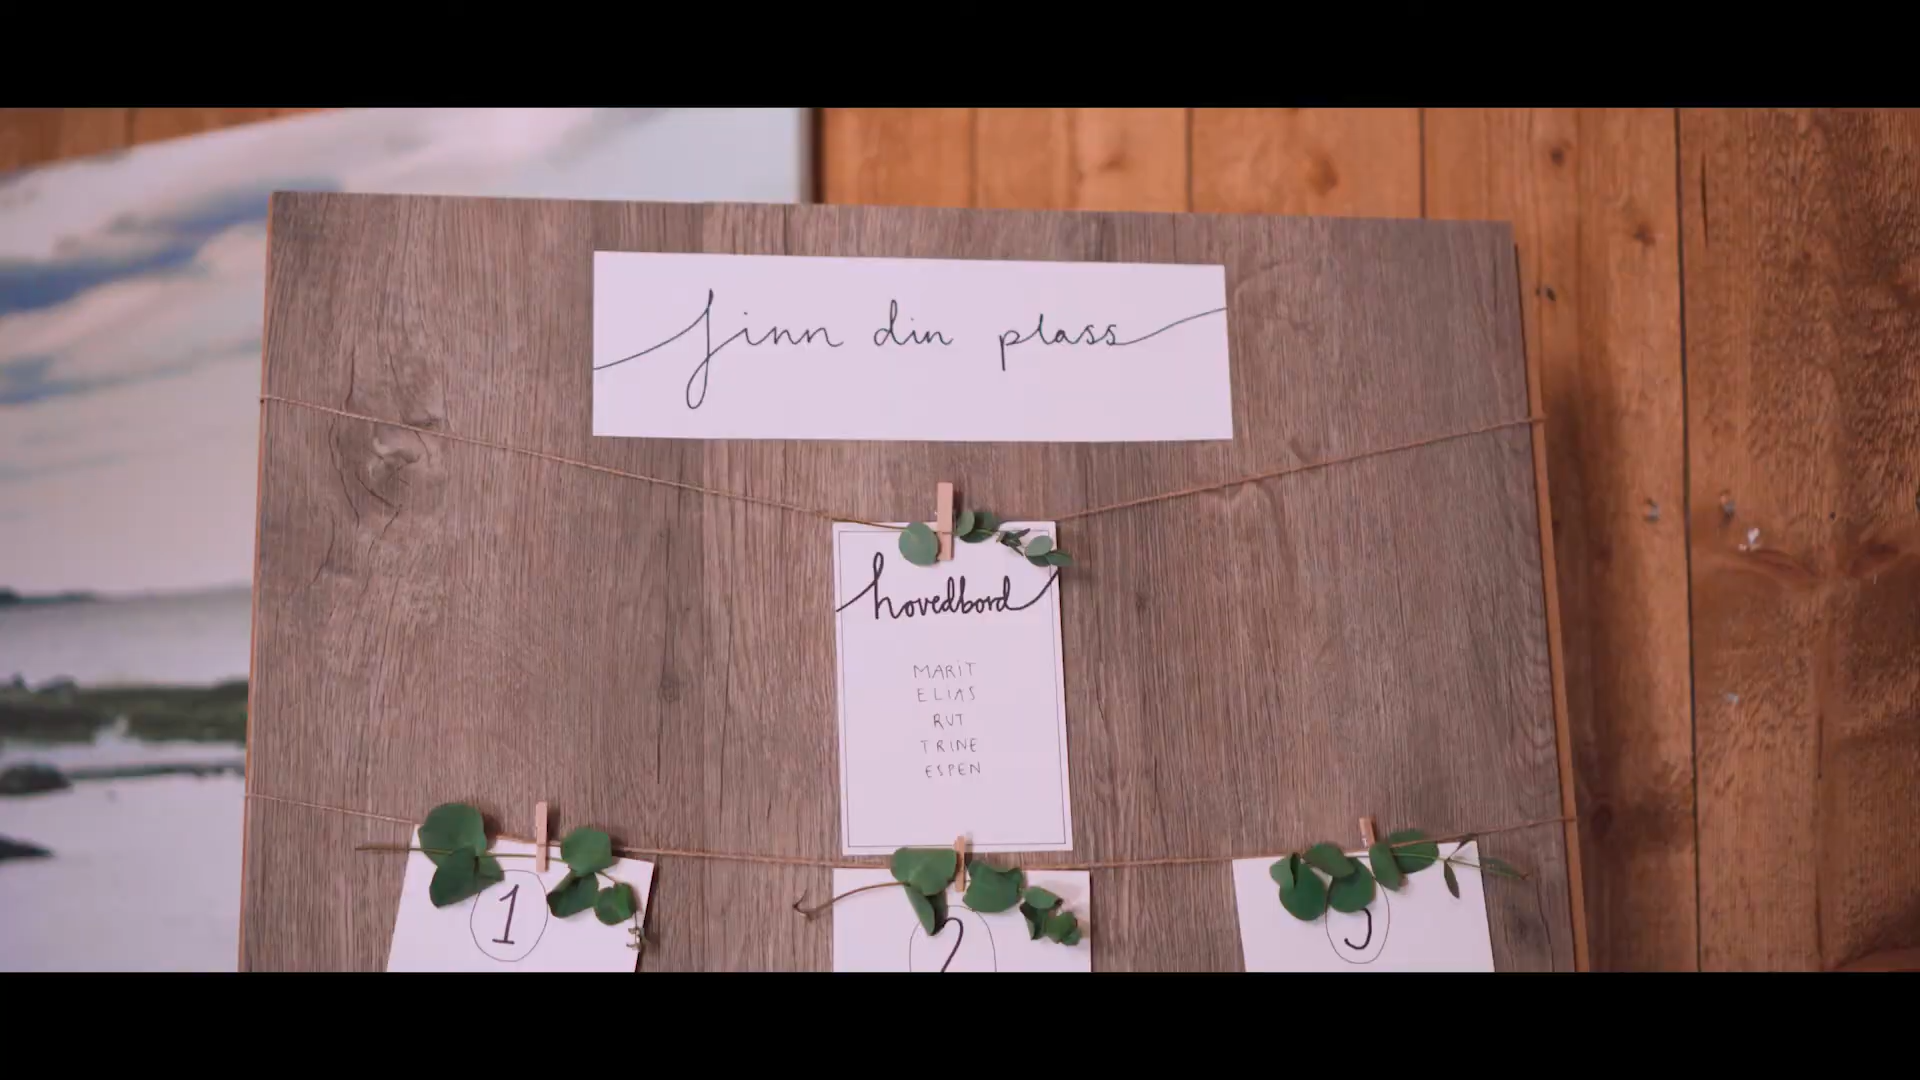 finn din plass
hovedbord
MARIT
ELIAS
RUT
TRINE
ESPEN
1
2
3